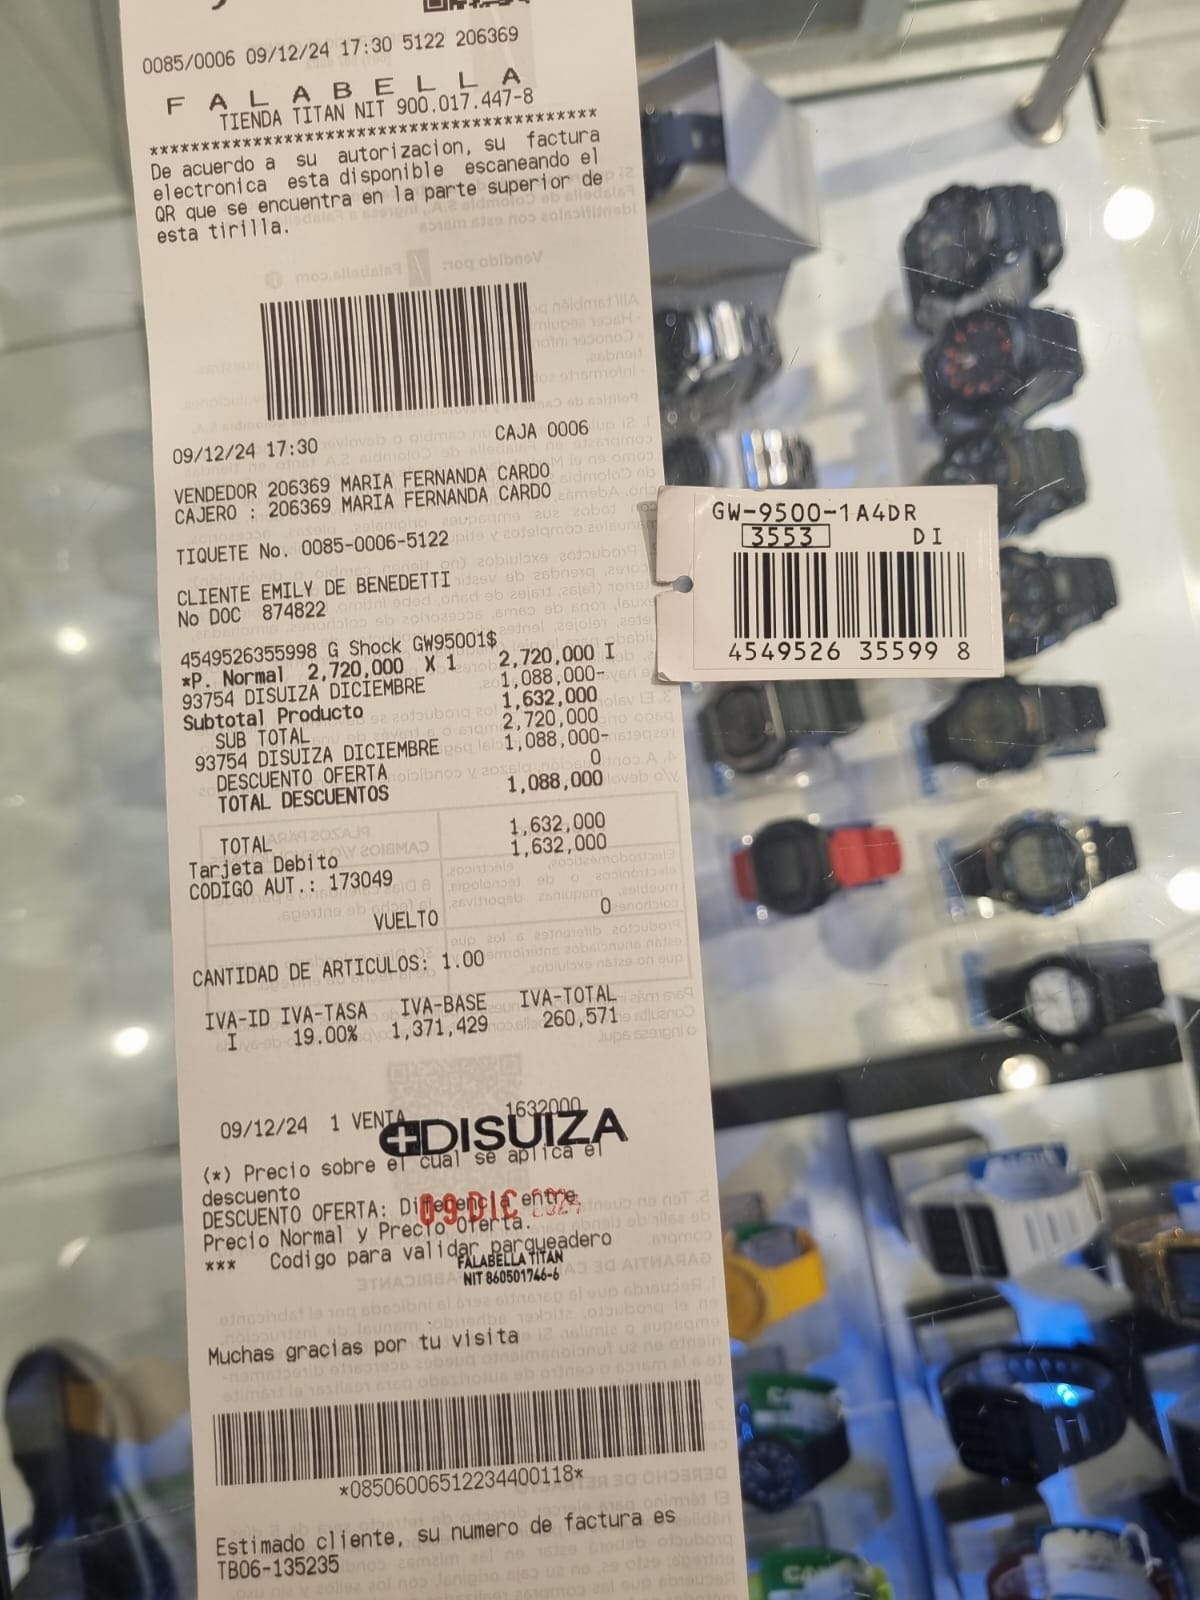 0085/0006 09/12/24 17:30 5122 206369
F A L A B E L L A
TIENDA TITAN NIT 900.017.447-8
*******************************************
De acuerdo a su autorizacion, su factura
electronica esta disponible escaneando el
QR que se encuentra en la parte superior de
esta tirilla.
09/12/24 17:30 CAJA 0006
VENDEDOR 206369 MARIA FERNANDA CARDO
CAJERO : 206369 MARIA FERNANDA CARDO
TIQUETE No. 0085-0006-5122
CLIENTE EMILY DE BENEDETTI
No DOC 874822
4549526355998 G Shock GW95001$
*P. Normal 2,720,000 X 1 2,720,000 I
93754 DISUIZA DICIEMBRE 1,088,000-
Subtotal Producto 1,632,000
SUB TOTAL 2,720,000
93754 DISUIZA DICIEMBRE 1,088,000-
DESCUENTO OFERTA 0
TOTAL DESCUENTOS 1,088,000
TOTAL 1,632,000
Tarjeta Debito 1,632,000
CODIGO AUT.: 173049
VUELTO 0
CANTIDAD DE ARTICULOS: 1.00
IVA-ID IVA-TASA IVA-BASE IVA-TOTAL
I 19.00% 1,371,429 260,571
09/12/24 1 VENTA 1632000
DISUIZA
(*) Precio sobre el cual se aplica el
descuento
DESCUENTO OFERTA: Diferencia entre
09 DIC 2024
Precio Normal y Precio Oferta.
*** Codigo para validar parqueadero
FALABELLA TITAN
NIT 860501746-6
Muchas gracias por tu visita
*08506006512234400118*
Estimado cliente, su numero de factura es
TB06-135235
GW-9500-1A4DR
3553 DI
4549526 35599 8